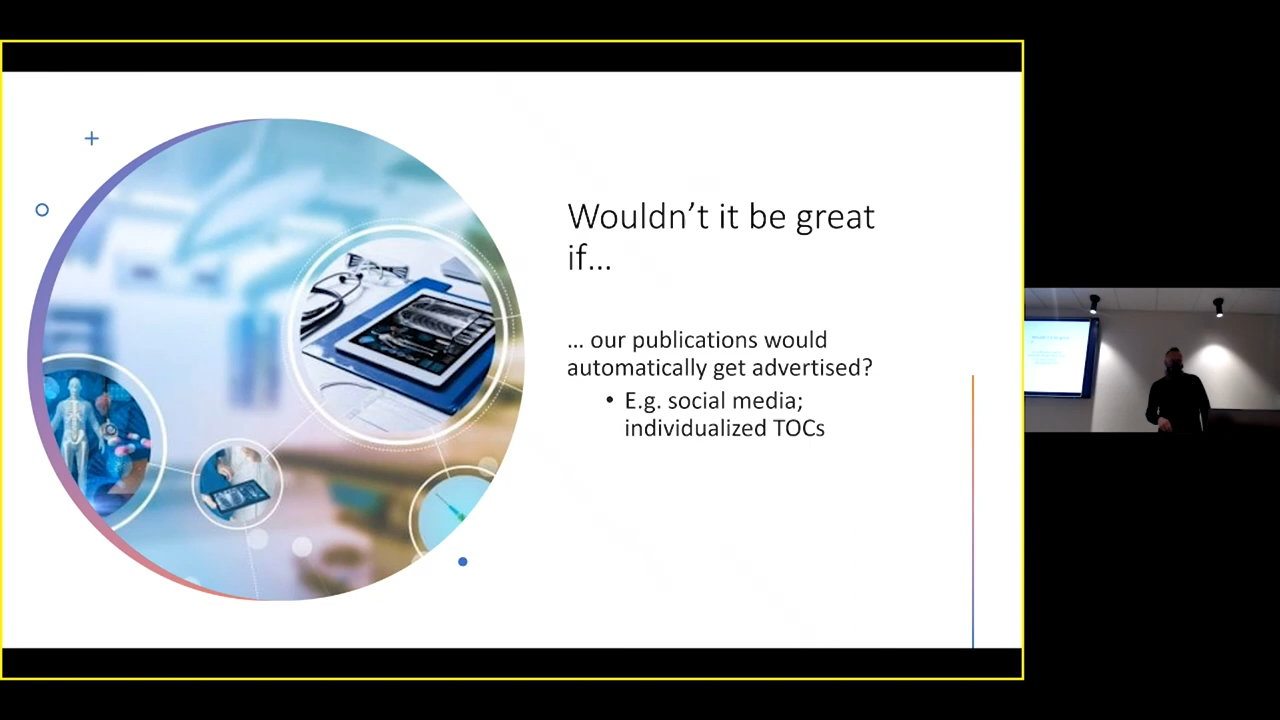 Wouldn’t it be great
if...
... our publications would
automatically get advertised?
• E.g. social media;
individualized TOCs